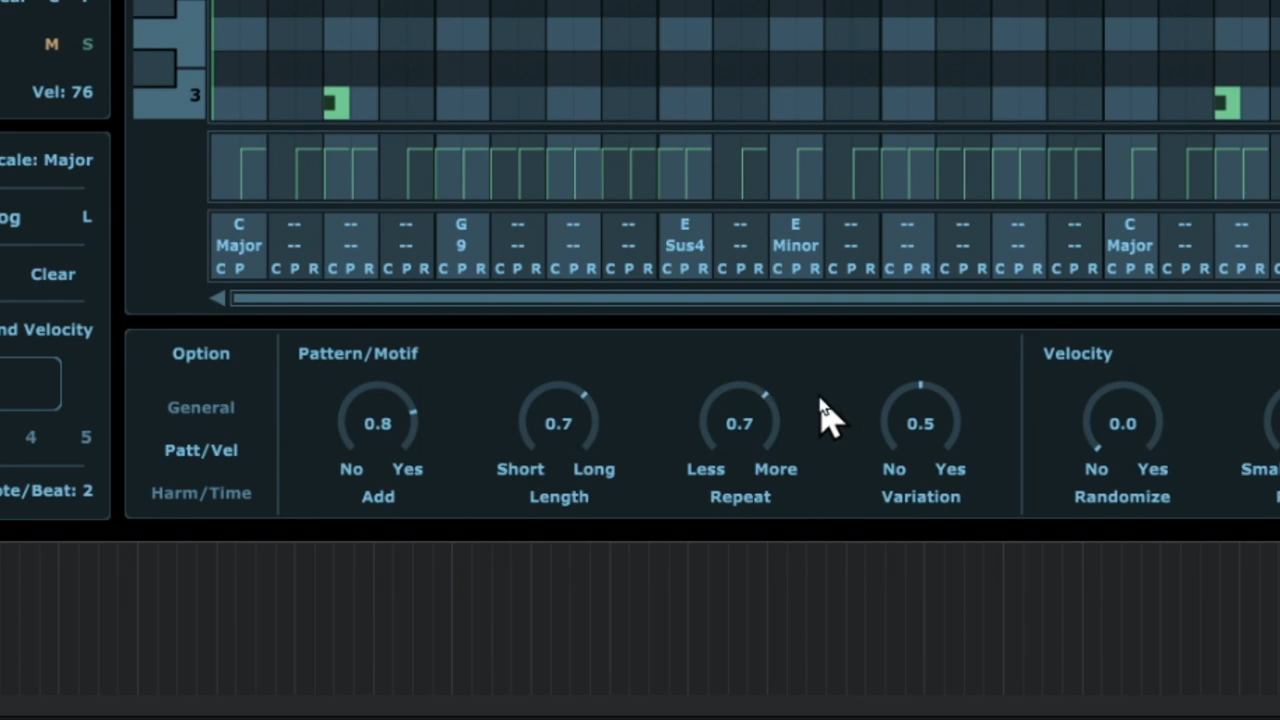 M S
Vel: 76
cale: Major
og L
Clear
nd Velocity
4 5
ote/Beat: 2
3
C -- -- -- G -- -- -- E -- E -- -- -- -- -- C -- --
Major -- -- -- 9 -- -- -- Sus4 -- Minor -- -- -- -- -- Major -- --
C P C P R C P R C P R C P R C P R C P R C P R C P R C P R C P R C P R C P R C P R C P R C P R C P R C P R C P R
Option
General
Patt/Vel
Harm/Time
Pattern/Motif
0.8 0.7 0.7 0.5
No Yes Short Long Less More No Yes
Add Length Repeat Variation
Velocity
0.0
No Yes Sma
Randomize